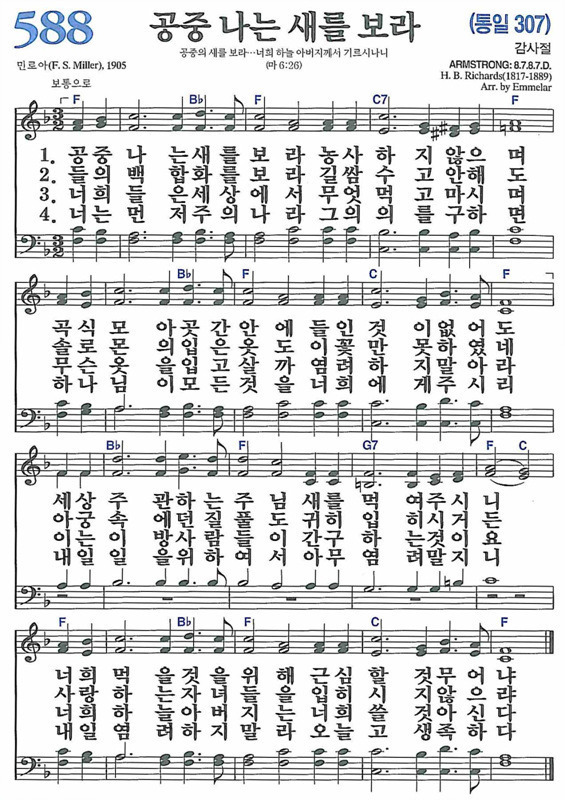 588
공중 나는 새를 보라
(통일 307)
공중의 새를 보라…너희 하늘 아버지께서 기르시나니
(마 6:26)
감사절
민로아(F. S. Miller), 1905
ARMSTRONG: 8.7.8.7.D.
H. B. Richards(1817-1889)
Arr. by Emmelar
보통으로
F B♭ F C7 F
1. 공중 나 는새를 보라 농사 하 지 않으 며
2. 들의 백 합화를 보라 길쌈 수 고 안해 도
3. 너희 들 은세상 에서 무엇 먹 고 마시 며
4. 너는 먼 저주의 나라 그의 의 를 구하 면
B♭ F C F
곡식 모 아곳간 안에 들인 것 이 없어 도
솔로 몬 입은 옷도 이꽃 만 못 하였 네
무슨 옷 을입고 살까 염려 하 지 말아 라
하나 님 이모든 것을 너희 에 게 주시 리
B♭ F G7 F C
세상 주 관하는 주님 새를 먹 여 주시 니
아궁 속 에던질 풀도 귀히 입 히 시거 든
이는 이 방사람 들이 간구 하 는 것이 요
내일 일 을위하 여서 아무 염 려 말지 니
F C F
너희 먹 을것을 위해 근심 할 것 무어 냐
사랑 하 는자녀 들을 입히 시 지 않으 랴
너희 하 늘아버 지는 너희 쓸 것 아신 다
내일 염 려하지 말라 오늘 고 생 족하 다